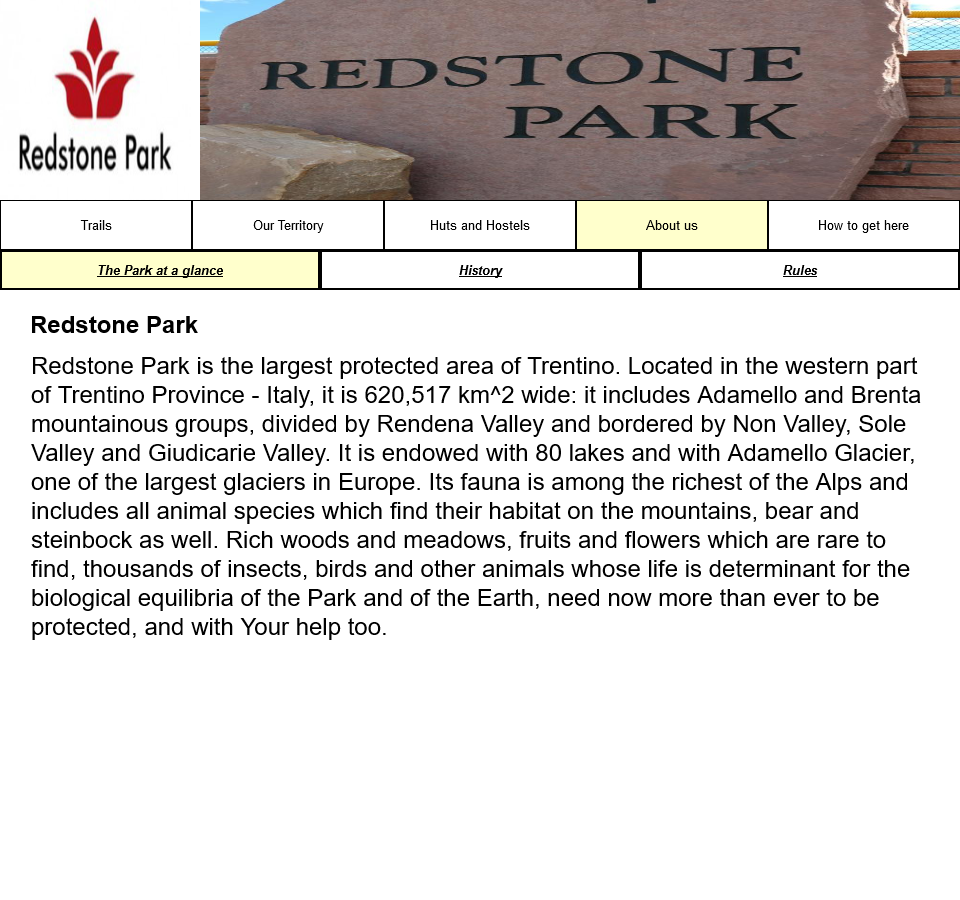 Redstone Park
REDSTONE
PARK
Trails
Our Territory
Huts and Hostels
About us
How to get here
The Park at a glance
History
Rules
Redstone Park
Redstone Park is the largest protected area of Trentino. Located in the western part
of Trentino Province - Italy, it is 620,517 km^2 wide: it includes Adamello and Brenta
mountainous groups, divided by Rendena Valley and bordered by Non Valley, Sole
Valley and Giudicarie Valley. It is endowed with 80 lakes and with Adamello Glacier,
one of the largest glaciers in Europe. Its fauna is among the richest of the Alps and
includes all animal species which find their habitat on the mountains, bear and
steinbock as well. Rich woods and meadows, fruits and flowers which are rare to
find, thousands of insects, birds and other animals whose life is determinant for the
biological equilibria of the Park and of the Earth, need now more than ever to be
protected, and with Your help too.